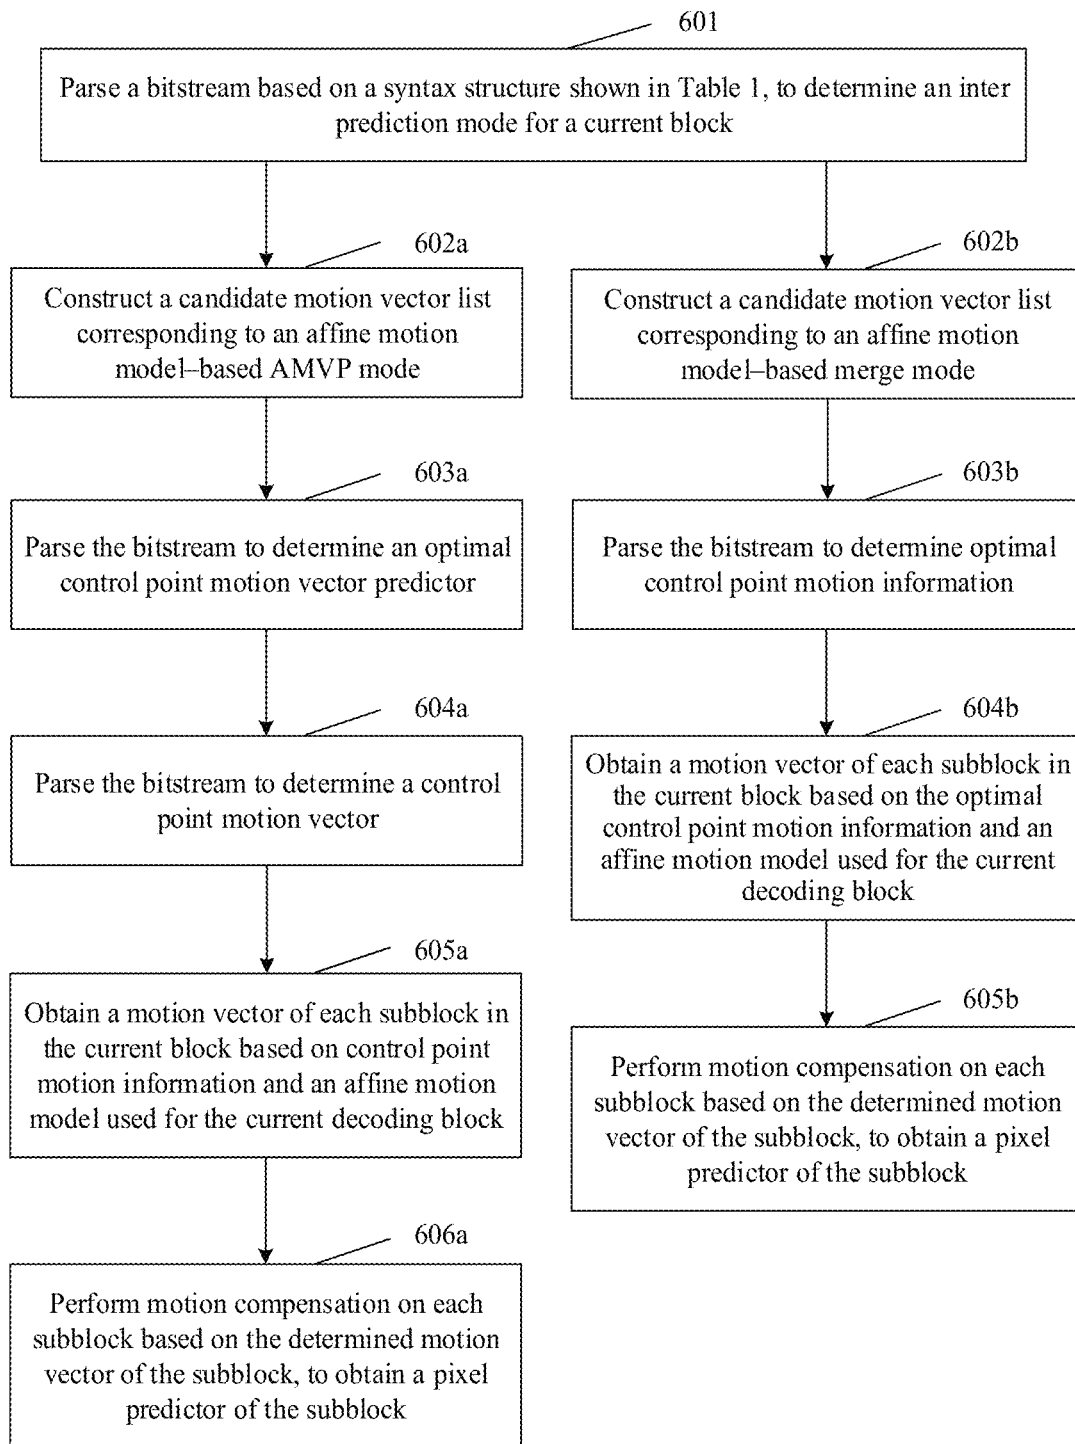 601
Parse a bitstream based on a syntax structure shown in Table 1, to determine an inter
prediction mode for a current block
602a
Construct a candidate motion vector list
corresponding to an affine motion
model–based AMVP mode
602b
Construct a candidate motion vector list
corresponding to an affine motion
model–based merge mode
603a
Parse the bitstream to determine an optimal
control point motion vector predictor
603b
Parse the bitstream to determine optimal
control point motion information
604a
Parse the bitstream to determine a control
point motion vector
604b
Obtain a motion vector of each subblock in
the current block based on the optimal
control point motion information and an
affine motion model used for the current
decoding block
605a
Obtain a motion vector of each subblock in
the current block based on control point
motion information and an affine motion
model used for the current decoding block
605b
Perform motion compensation on each
subblock based on the determined motion
vector of the subblock, to obtain a pixel
predictor of the subblock
606a
Perform motion compensation on each
subblock based on the determined motion
vector of the subblock, to obtain a pixel
predictor of the subblock